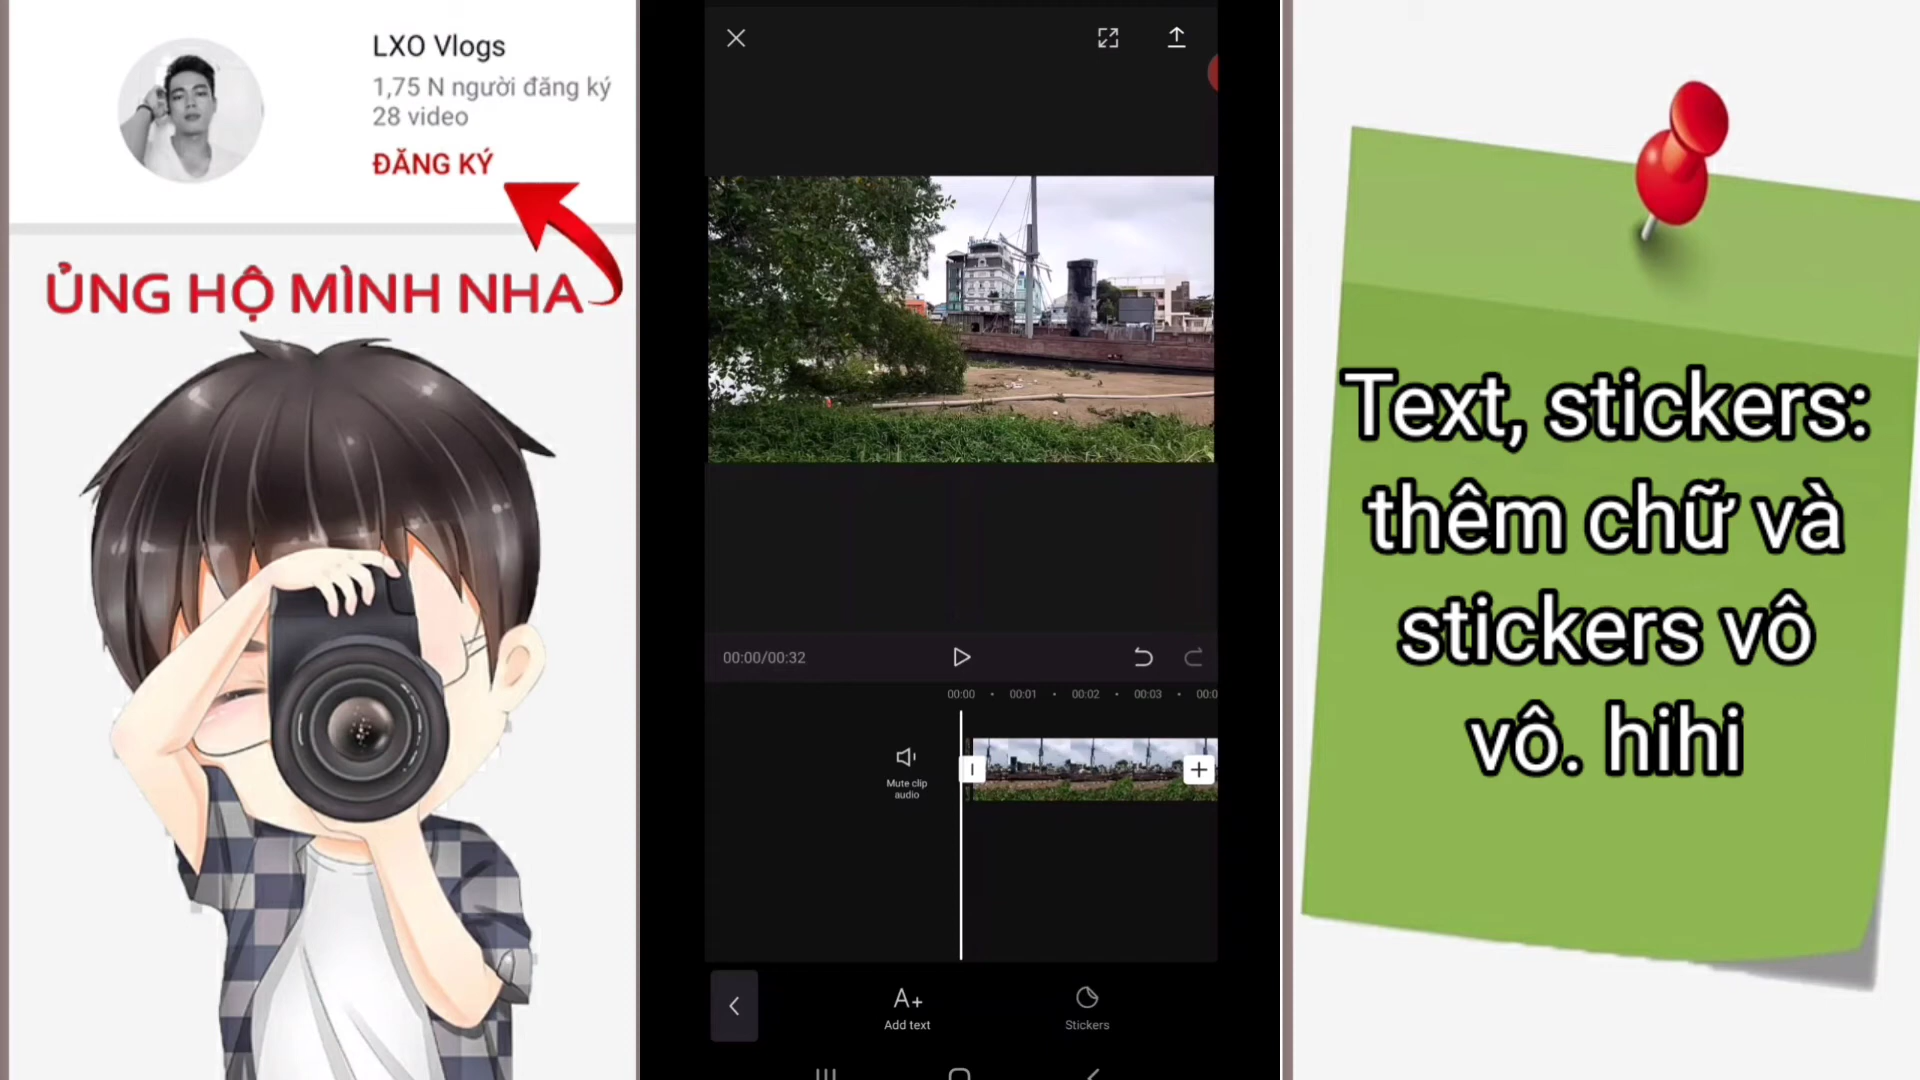 LXO Vlogs
1,75 N người đăng ký
28 video
ĐĂNG KÝ
ỦNG HỘ MÌNH NHA
00:00/00:32
00:00 • 00:01 • 00:02 • 00:03 • 00:0
Mute clip
audio
A+
Add text
Stickers
Text, stickers:
thêm chữ và
stickers vô
vô. hihi